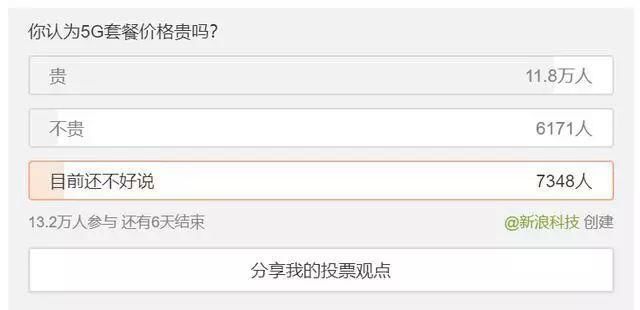 你认为5G套餐价格贵吗?
贵 11.8万人
不贵 6171人
目前还不好说 7348人
13.2万人参与 还有6天结束 @新浪科技 创建
分享我的投票观点